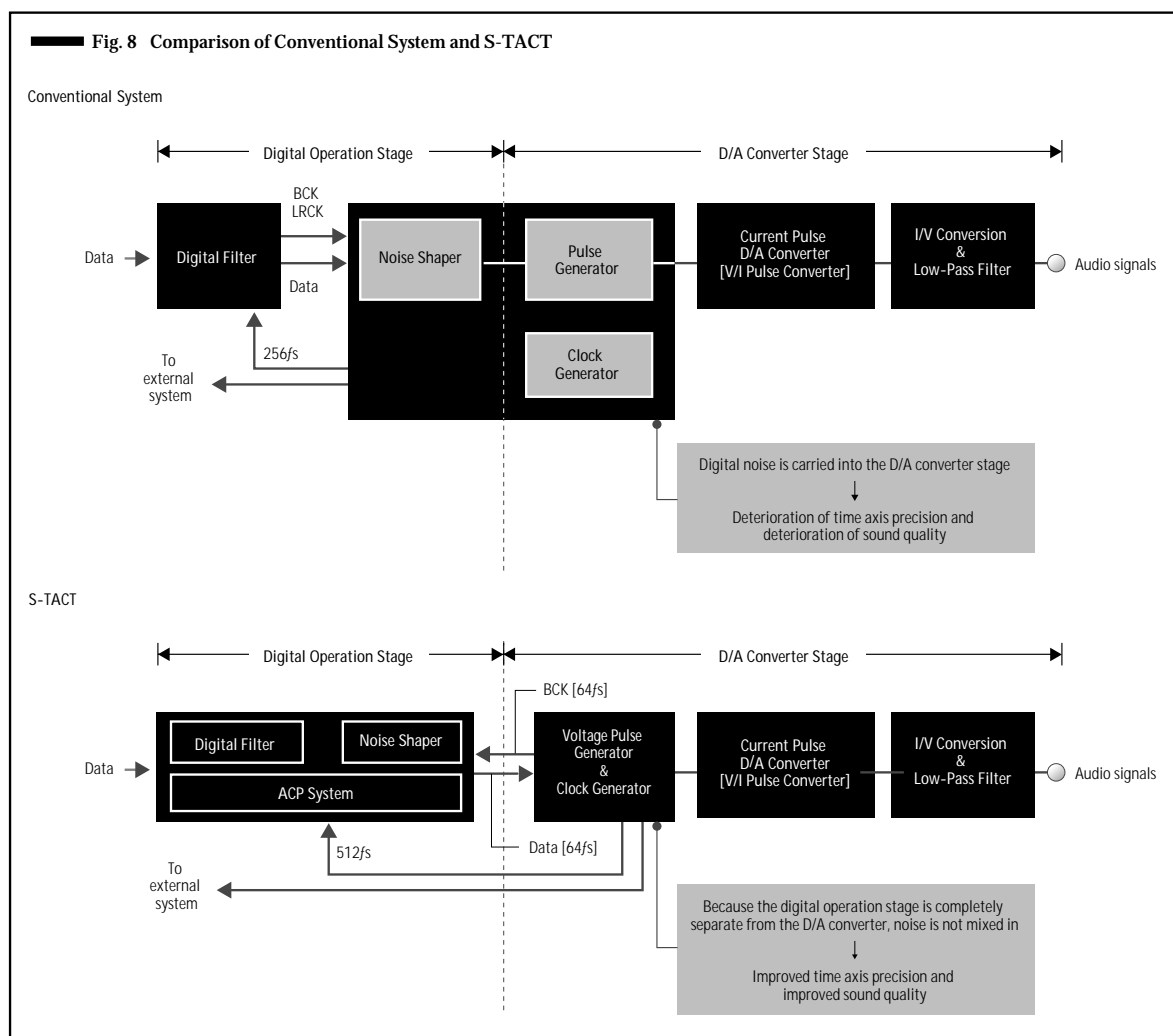 Fig. 8 Comparison of Conventional System and S-TACT
Conventional System
Digital Operation Stage
D/A Converter Stage
BCK
LRCK
Data
Digital Filter
Data
Noise Shaper
Pulse
Generator
Current Pulse
D/A Converter
[V/I Pulse Converter]
I/V Conversion
&
Low-Pass Filter
Audio signals
256fs
To
external
system
Clock
Generator
Digital noise is carried into the D/A converter stage
Deterioration of time axis precision and
deterioration of sound quality
S-TACT
Digital Operation Stage
D/A Converter Stage
BCK [64fs]
Data
Digital Filter
Noise Shaper
ACP System
Voltage Pulse
Generator
&
Clock Generator
Current Pulse
D/A Converter
[V/I Pulse Converter]
I/V Conversion
&
Low-Pass Filter
Audio signals
512fs
Data [64fs]
To
external
system
Because the digital operation stage is completely
separate from the D/A converter, noise is not mixed in
Improved time axis precision and
improved sound quality